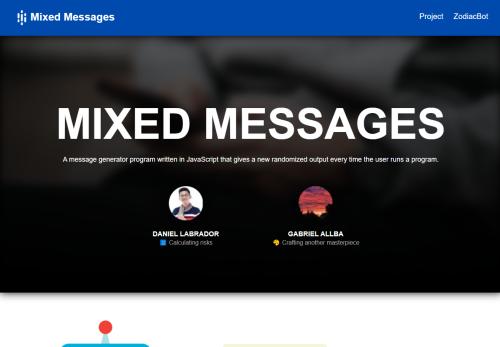 Mixed Messages
Project ZodiacBot
MIXED MESSAGES
A message generator program written in JavaScript that gives a new randomized output every time the user runs a program.
DANIEL LABRADOR GABRIEL ALLBA
Calculating risks Crafting another masterpiece